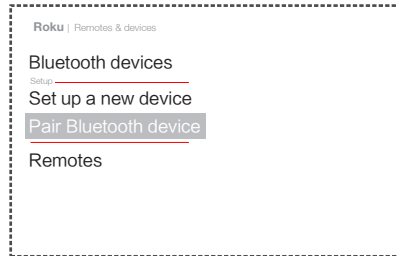 Roku | Remotes & devices
Bluetooth devices
Setup
Set up a new device
Pair Bluetooth device
Remotes